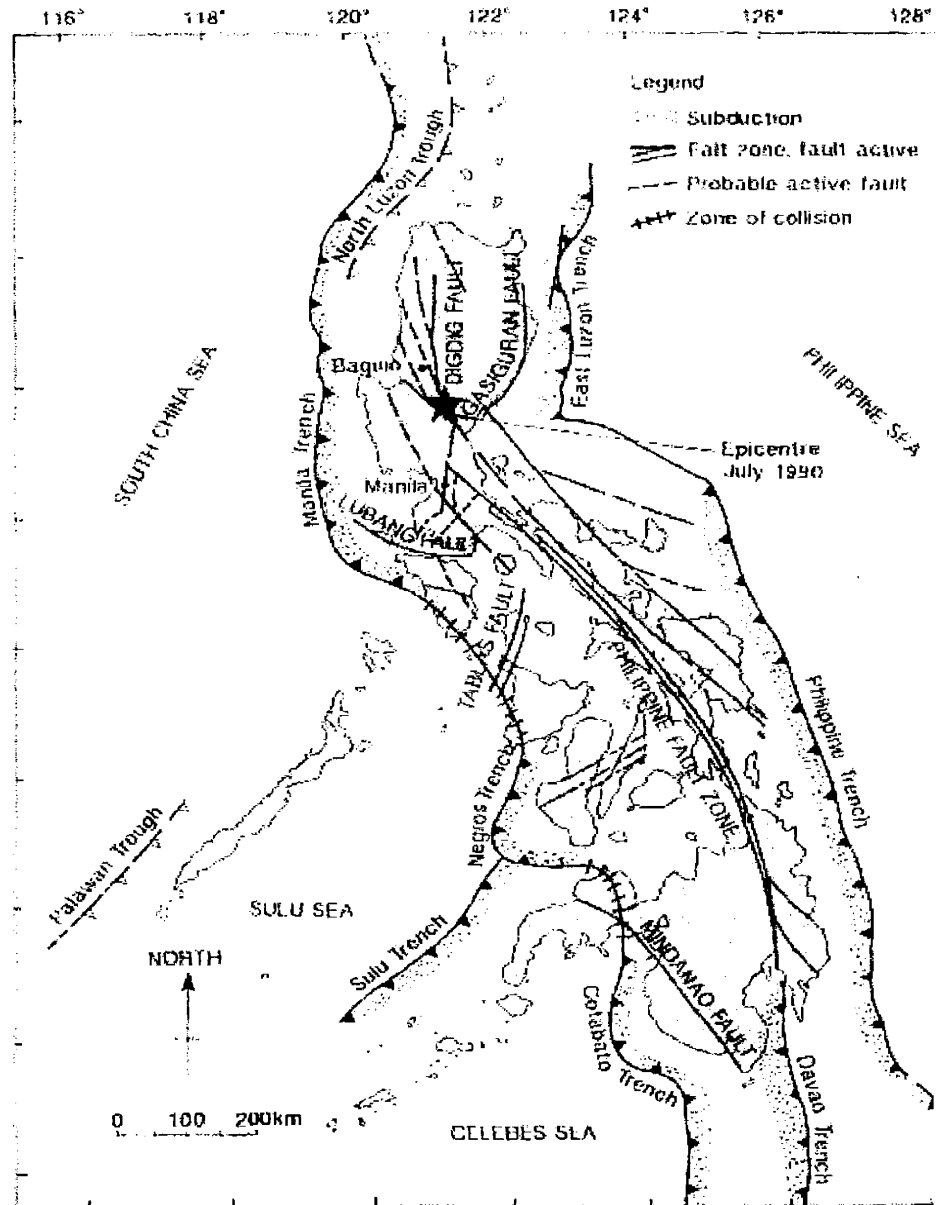 116° 120° 122° 124° 126° 128°
Legend
Subduction
Falt zone, fault active
Probable active fault
Zone of collision
North Luzon Trough
DIGDIG FAULT
GASIGURAN FAULT
East Luzon Trench
Baguio
SOUTH CHINA SEA
PHILIPPINE SEA
Manila Trench
Epicentre
July 1990
Manila
LUBANG
TABLAS FAULT
PHILIPPINE FAULT ZONE
Philippine Trench
Negros Trench
Palawan Trough
SULU SEA
NORTH
Sulu Trench
MINDANAO FAULT
Cotabato Trench
Davao Trench
0 100 200km
CELEBES SEA